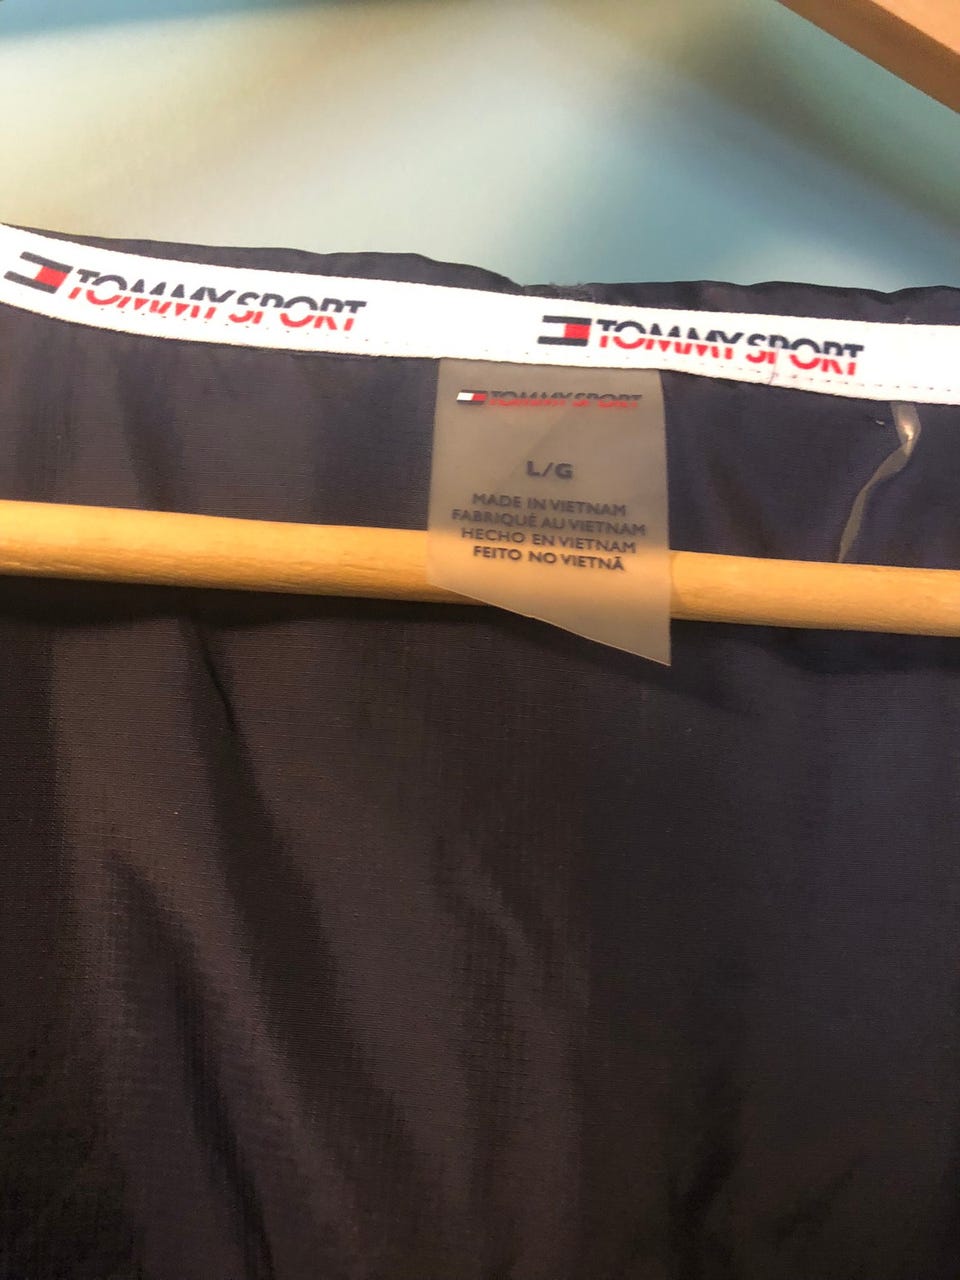 TOMMY SPORT
TOMMY SPORT
TOMMY SPORT
L/G
MADE IN VIETNAM
FABRIQUÉ AU VIETNAM
HECHO EN VIETNAM
FEITO NO VIETNÃ